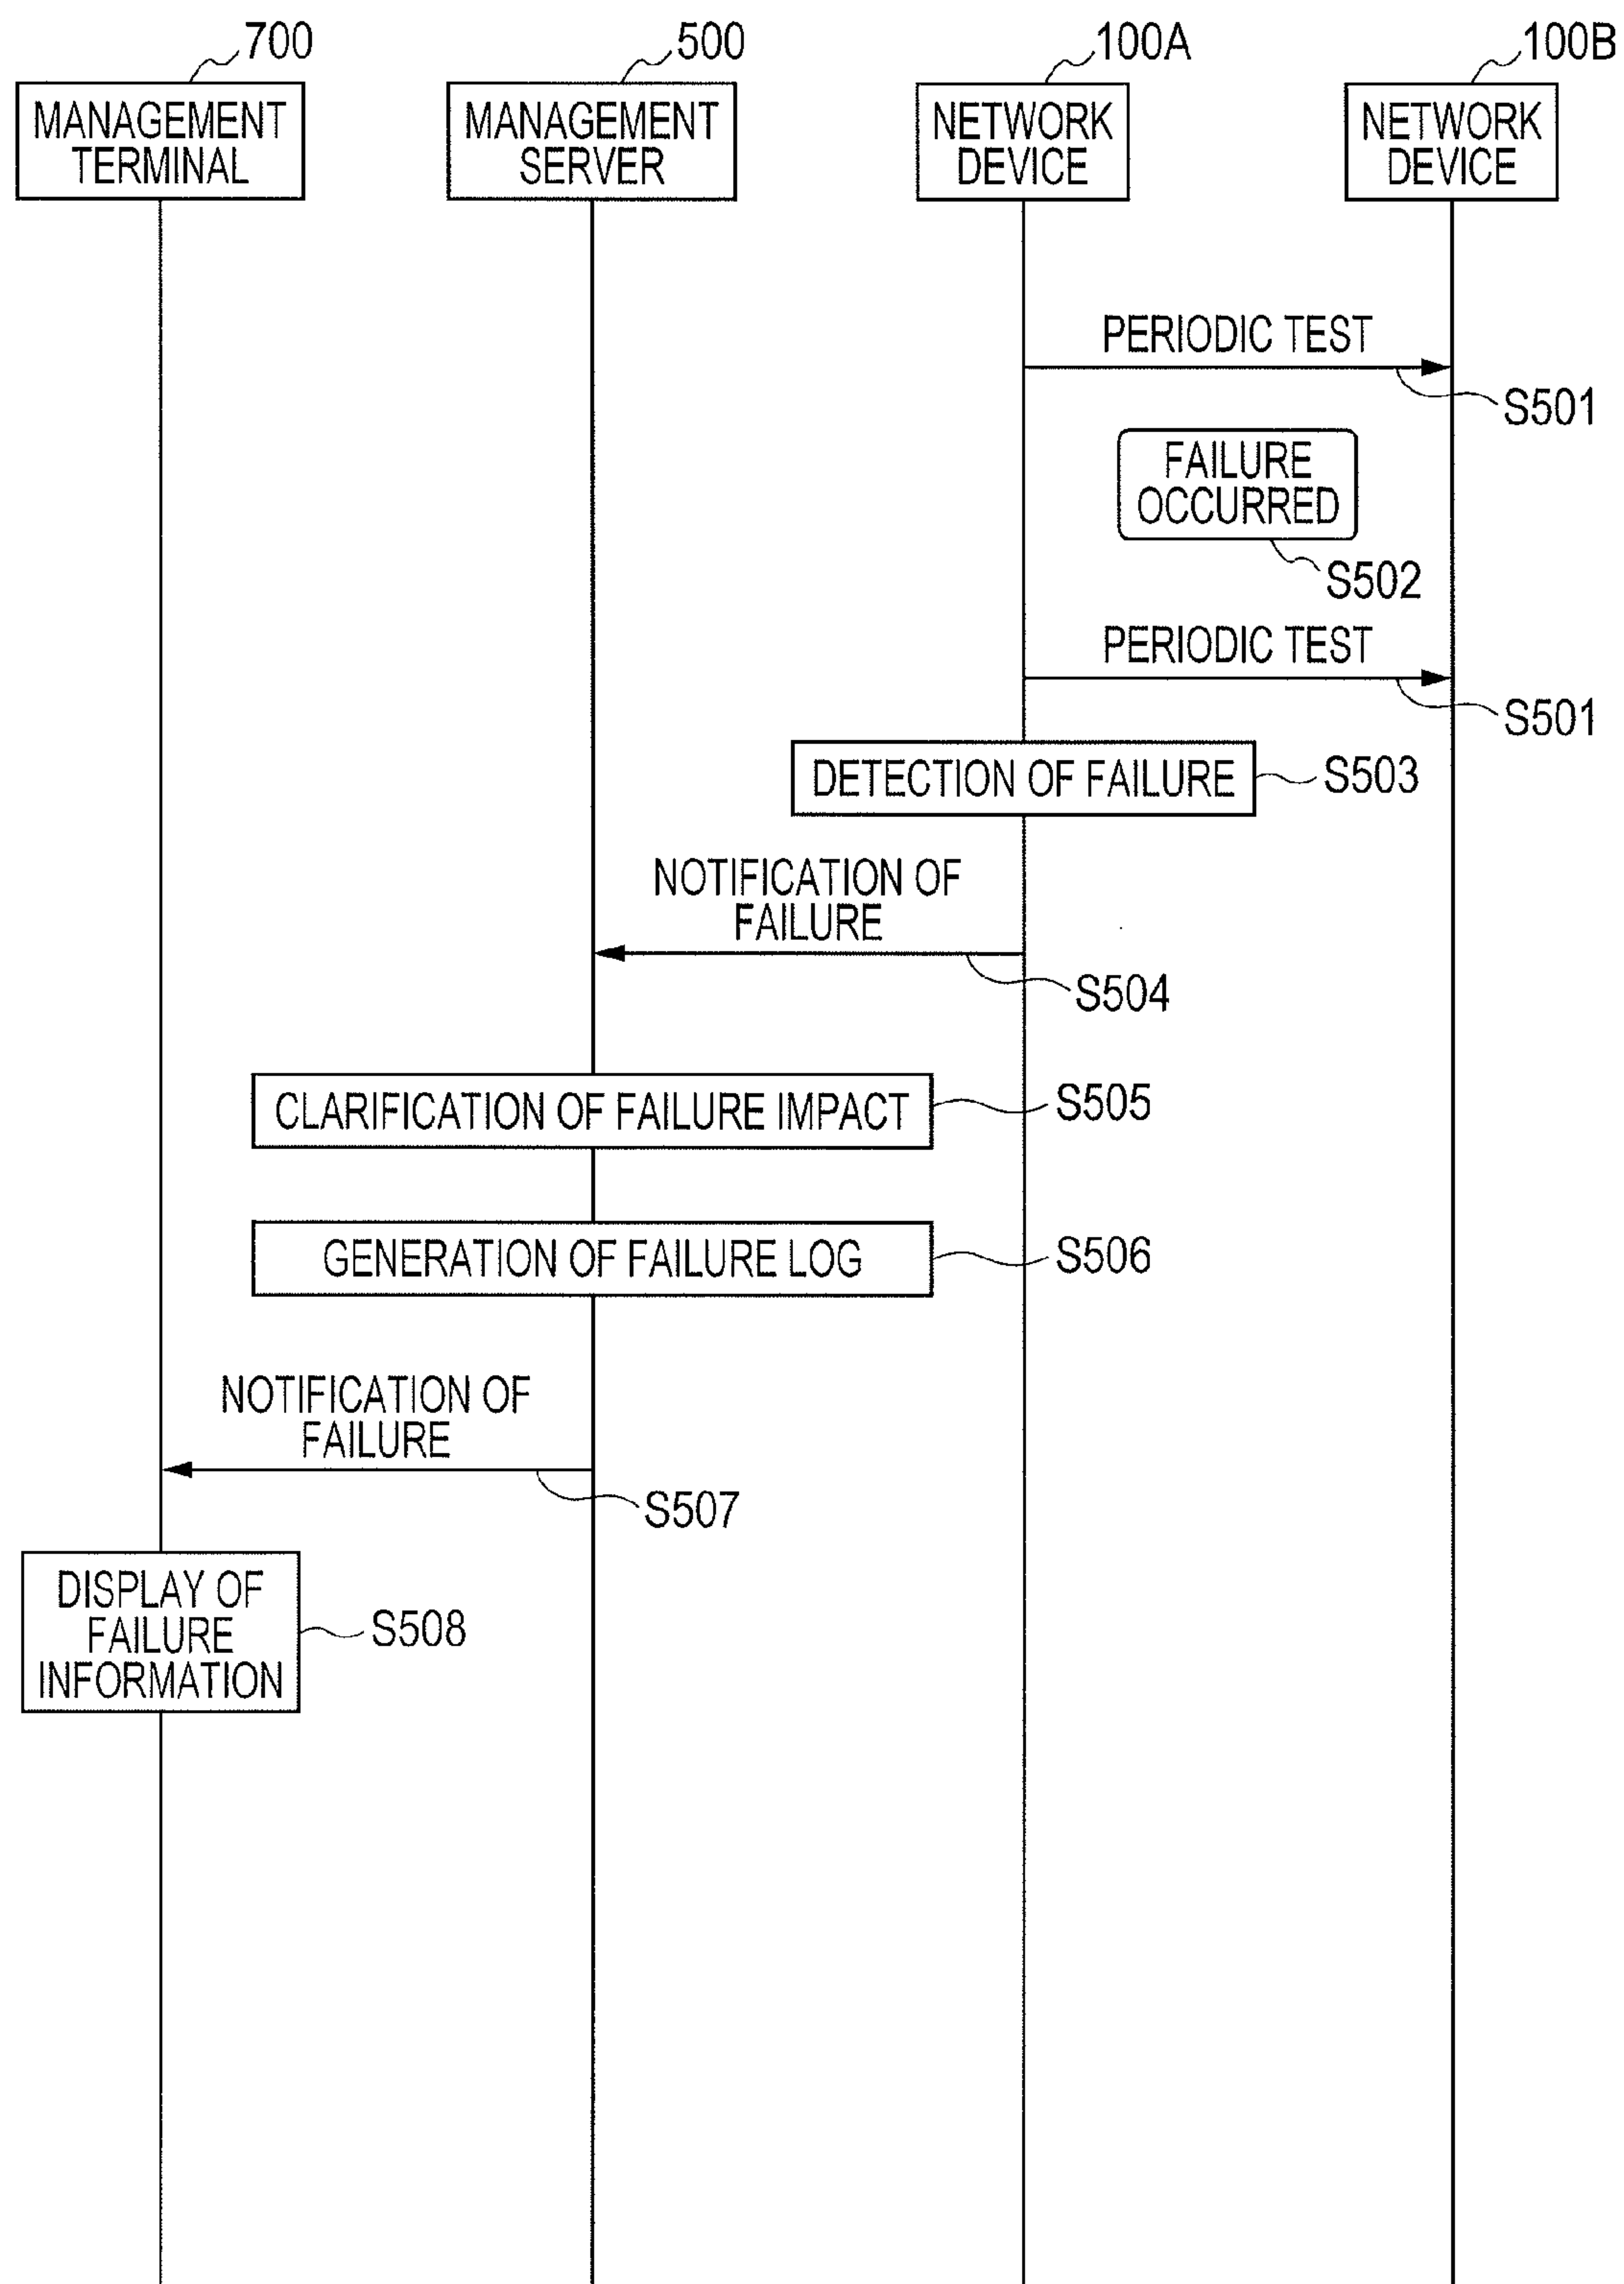 700
500
100A
100B
MANAGEMENT
TERMINAL
MANAGEMENT
SERVER
NETWORK
DEVICE
NETWORK
DEVICE
PERIODIC TEST
S501
FAILURE
OCCURRED
S502
PERIODIC TEST
S501
DETECTION OF FAILURE
S503
NOTIFICATION OF
FAILURE
S504
CLARIFICATION OF FAILURE IMPACT
S505
GENERATION OF FAILURE LOG
S506
NOTIFICATION OF
FAILURE
S507
DISPLAY OF
FAILURE
INFORMATION
S508